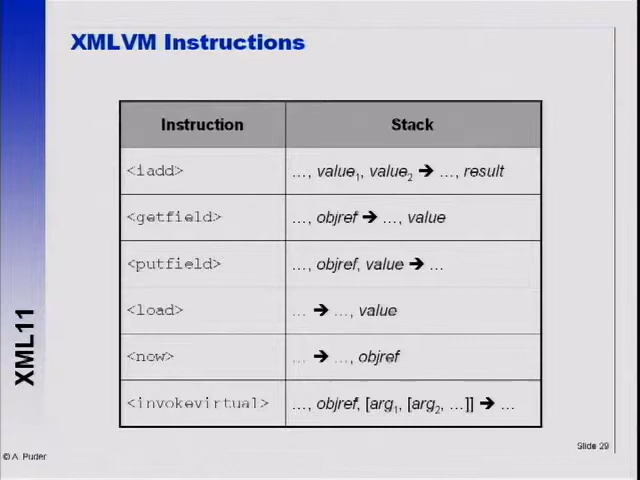 XMLVM Instructions
Instruction Stack
<iadd> ..., value1, value2 ➔ ..., result
<getfield> ..., objref ➔ ..., value
<putfield> ..., objref, value ➔ ...
<load> ... ➔ ..., value
<new> ... ➔ ..., objref
<invokevirtual> ..., objref, [arg1, [arg2, ...]] ➔ ...
XML11
Slide 29
© A. Puder